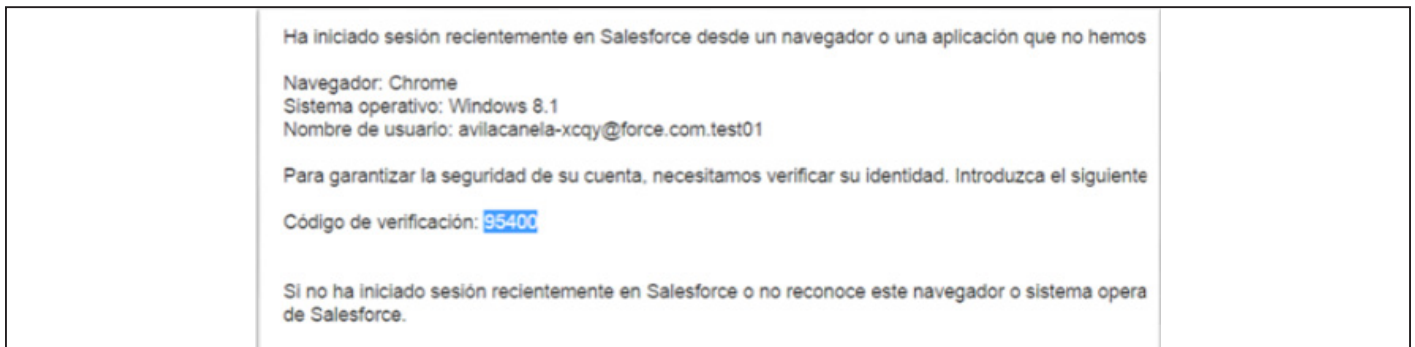 Ha iniciado sesión recientemente en Salesforce desde un navegador o una aplicación que no hemos
Navegador: Chrome
Sistema operativo: Windows 8.1
Nombre de usuario: avilacanela-xcqy@force.com.test01
Para garantizar la seguridad de su cuenta, necesitamos verificar su identidad. Introduzca el siguiente
Código de verificación: 95400
Si no ha iniciado sesión recientemente en Salesforce o no reconoce este navegador o sistema opera
de Salesforce.